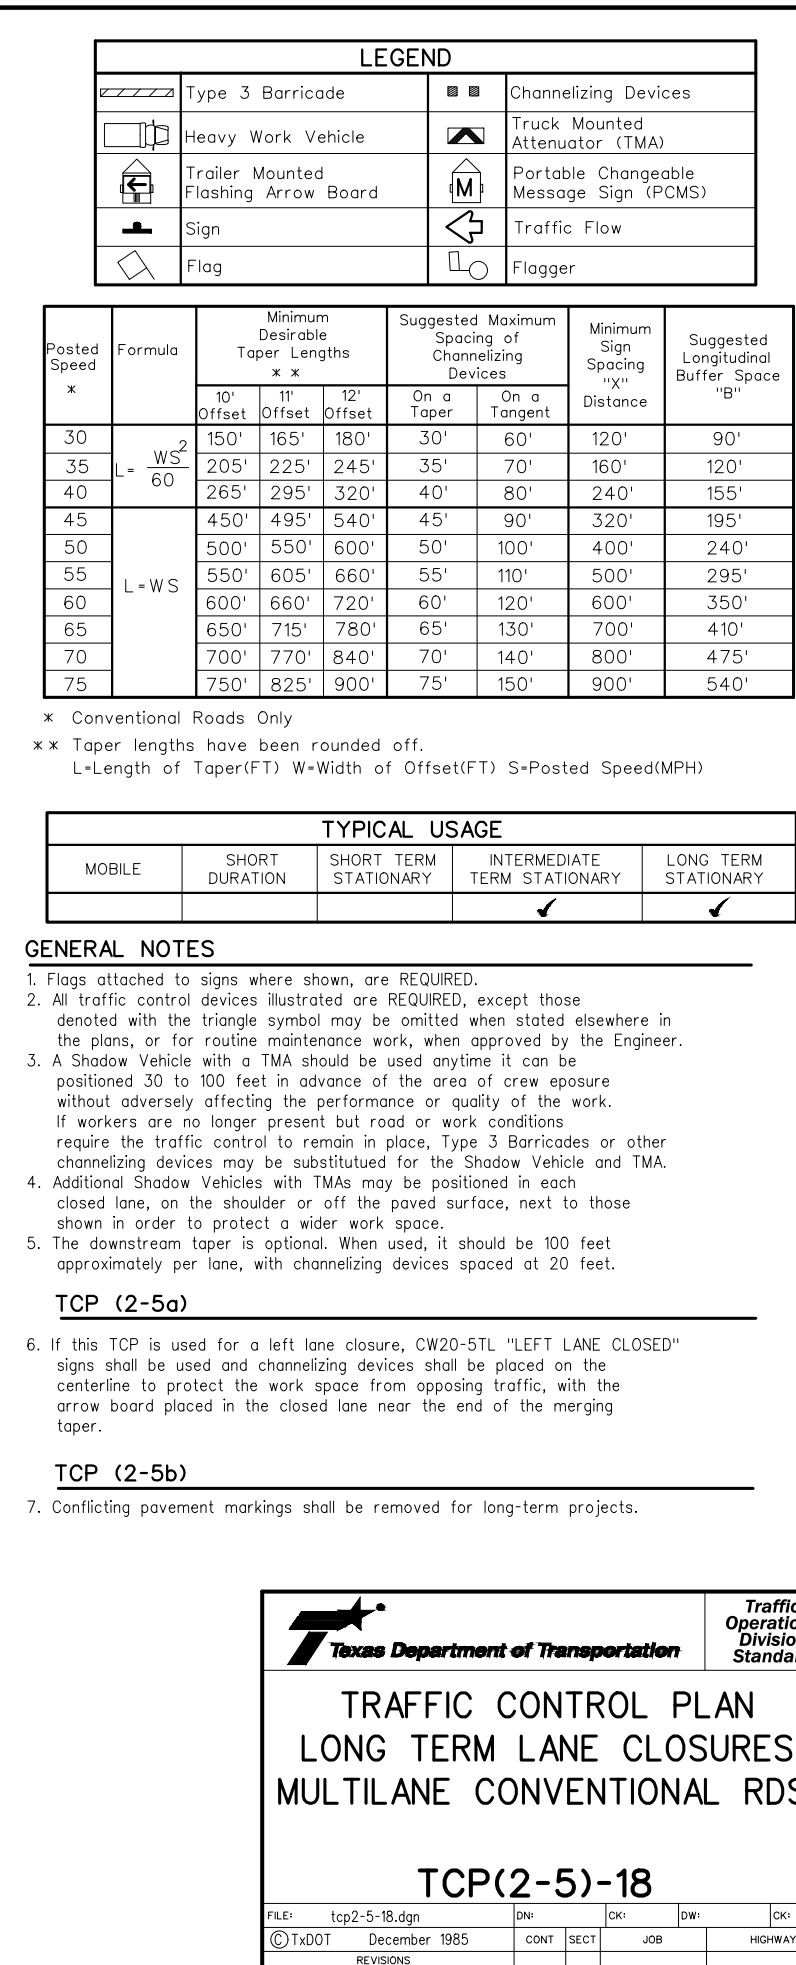 LEGEND
Type 3 Barricade
Channelizing Devices
Heavy Work Vehicle
Truck Mounted
Attenuator (TMA)
Trailer Mounted
Flashing Arrow Board
M
Portable Changeable
Message Sign (PCMS)
Sign
Traffic Flow
Flag
Flagger
Posted
Speed
*
Formula
Minimum
Desirable
Taper Lengths
* *
Suggested Maximum
Spacing of
Channelizing
Devices
Minimum
Sign
Spacing
"X"
Distance
Suggested
Longitudinal
Buffer Space
"B"
10'
Offset
11'
Offset
12'
Offset
On a
Taper
On a
Tangent
30 150' 165' 180' 30' 60' 120' 90'
L= WS2
60
35 205' 225' 245' 35' 70' 160' 120'
40 265' 295' 320' 40' 80' 240' 155'
45 450' 495' 540' 45' 90' 320' 195'
50 500' 550' 600' 50' 100' 400' 240'
55 550' 605' 660' 55' 110' 500' 295'
L=WS
60 600' 660' 720' 60' 120' 600' 350'
65 650' 715' 780' 65' 130' 700' 410'
70 700' 770' 840' 70' 140' 800' 475'
75 750' 825' 900' 75' 150' 900' 540'
* Conventional Roads Only
** Taper lengths have been rounded off.
L=Length of Taper(FT) W=Width of Offset(FT) S=Posted Speed(MPH)
TYPICAL USAGE
MOBILE
SHORT
DURATION
SHORT TERM
STATIONARY
INTERMEDIATE
TERM STATIONARY
LONG TERM
STATIONARY
✓ ✓
GENERAL NOTES
1. Flags attached to signs where shown, are REQUIRED.
2. All traffic control devices illustrated are REQUIRED, except those
denoted with the triangle symbol may be omitted when stated elsewhere in
the plans, or for routine maintenance work, when approved by the Engineer.
3. A Shadow Vehicle with a TMA should be used anytime it can be
positioned 30 to 100 feet in advance of the area of crew eposure
without adversely affecting the performance or quality of the work.
If workers are no longer present but road or work conditions
require the traffic control to remain in place, Type 3 Barricades or other
channelizing devices may be substitutued for the Shadow Vehicle and TMA.
4. Additional Shadow Vehicles with TMAs may be positioned in each
closed lane, on the shoulder or off the paved surface, next to those
shown in order to protect a wider work space.
5. The downstream taper is optional. When used, it should be 100 feet
approximately per lane, with channelizing devices spaced at 20 feet.
TCP (2-5a)
6. If this TCP is used for a left lane closure, CW20-5TL "LEFT LANE CLOSED"
signs shall be used and channelizing devices shall be placed on the
centerline to protect the work space from opposing traffic, with the
arrow board placed in the closed lane near the end of the merging
taper.
TCP (2-5b)
7. Conflicting pavement markings shall be removed for long-term projects.
Texas Department of Transportation
Traffic
Operatio
Divisio
Standa
TRAFFIC CONTROL PLAN
LONG TERM LANE CLOSURES
MULTILANE CONVENTIONAL RDS
TCP(2-5)-18
FILE: tcp2-5-18.dgn DN: CK: DW: CK:
© TxDOT December 1985 CONT SECT JOB HIGHWAY
REVISIONS